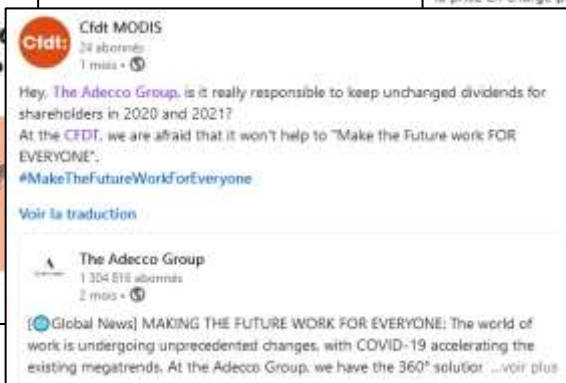 Cfdt:
Cfdt MODIS
24 abonnés
1 mois •
Hey, The Adecco Group, is it really responsible to keep unchanged dividends for
shareholders in 2020 and 2021?
At the CFDT, we are afraid that it won't help to "Make the Future work FOR
EVERYONE".
#MakeTheFutureWorkForEveryone
Voir la traduction
The Adecco Group
abonnés
2 mois •
[Global News] MAKING THE FUTURE WORK FOR EVERYONE: The world of
work is undergoing unprecedented changes, with COVID-19 accelerating the
existing megatrends. At the Adecco Group, we have the 360° solution ...voir plus